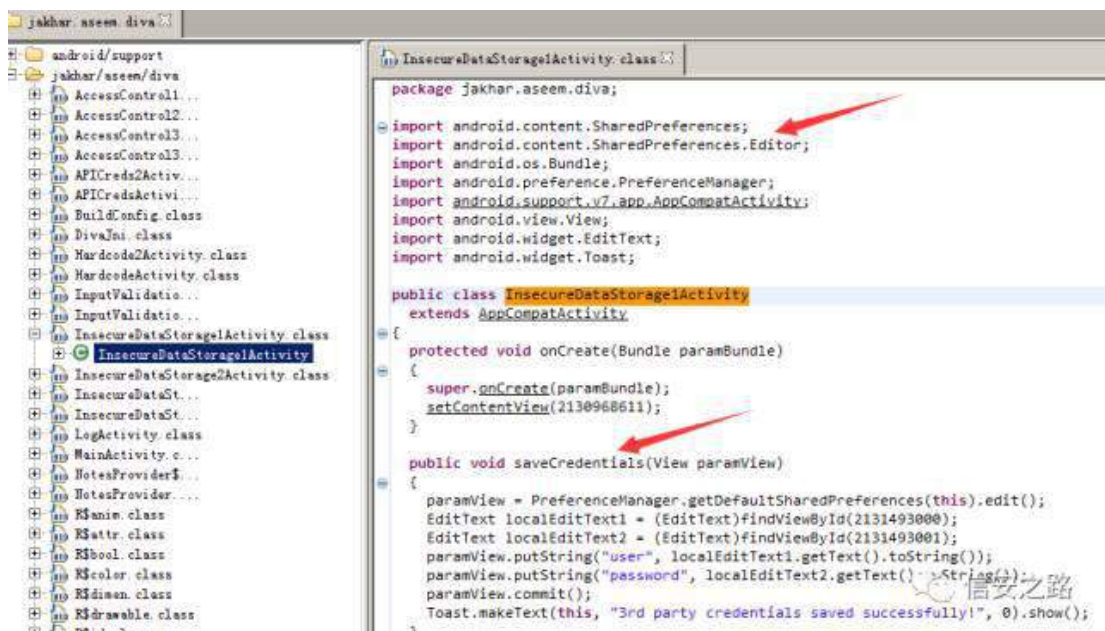 jakhar.aseem.diva
android/support
jakhar/aseem/diva
AccessControl1...
AccessControl2...
AccessControl3...
AccessControl3...
APICreds2Activ...
APICredsActivi...
BuildConfig.class
DivaJni.class
Hardcode2Activity.class
HardcodeActivity.class
InputValidatio...
InputValidatio...
InsecureDataStorage1Activity.class
InsecureDataStorage1Activity
InsecureDataStorage2Activity.class
InsecureDataSt...
InsecureDataSt...
LogActivity.class
MainActivity.c...
NotesProvider$...
NotesProvider....
R$anim.class
R$attr.class
R$bool.class
R$color.class
R$dimen.class
R$drawable.class
InsecureDataStorage1Activity.class
package jakhar.aseem.diva;
import android.content.SharedPreferences;
import android.content.SharedPreferences.Editor;
import android.os.Bundle;
import android.preference.PreferenceManager;
import android.support.v7.app.AppCompatActivity;
import android.view.View;
import android.widget.EditText;
import android.widget.Toast;
public class InsecureDataStorage1Activity
extends AppCompatActivity
{
protected void onCreate(Bundle paramBundle)
{
super.onCreate(paramBundle);
setContentView(2130968611);
}
public void saveCredentials(View paramView)
{
paramView = PreferenceManager.getDefaultSharedPreferences(this).edit();
EditText localEditText1 = (EditText)findViewById(2131493000);
EditText localEditText2 = (EditText)findViewById(2131493001);
paramView.putString("user", localEditText1.getText().toString());
paramView.putString("password", localEditText2.getText() String());
paramView.commit();
Toast.makeText(this, "3rd party credentials saved successfully!", 0).show();
信安之路